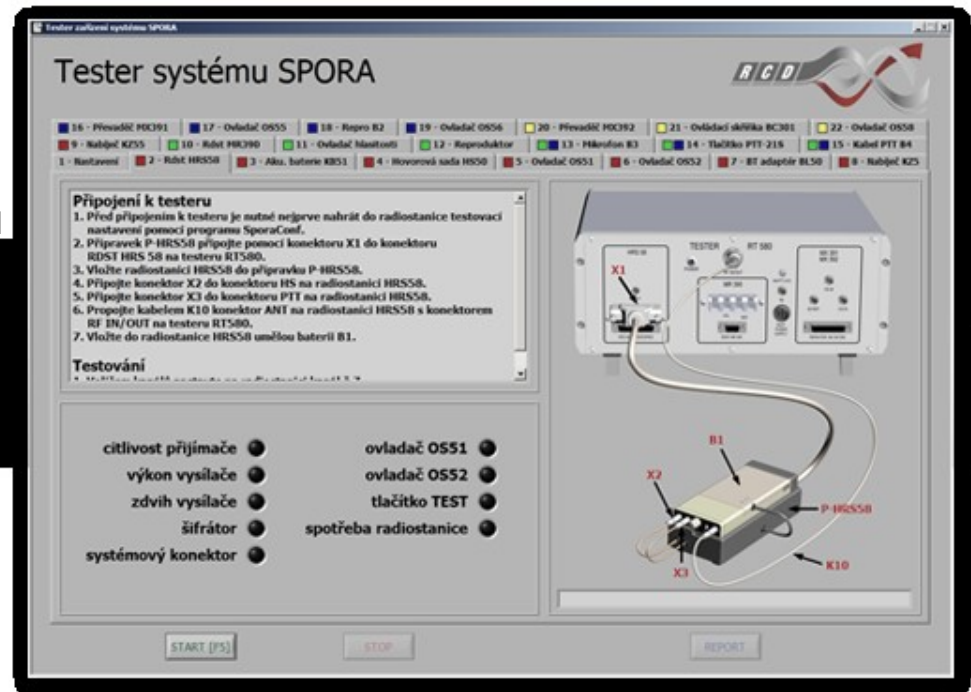 Tester zařízení systému SPORA
Tester systému SPORA
RCD
16 - Převaděč MX391
17 - Ovladač OS55
18 - Repro B2
19 - Ovladač OS56
20 - Převaděč MX392
21 - Ovládací skříňka BC301
22 - Ovladač OS58
9 - Nabíječ KZ55
10 - Rdst MR390
11 - Ovladač hlasitosti
12 - Reproduktor
13 - Mikrofon B3
14 - Tlačítko PTT-21S
15 - Kabel PTT B4
1 - Nastavení
2 - Rdst HRS58
3 - Aku. baterie KB51
4 - Hovorová sada HS50
5 - Ovladač OS51
6 - Ovladač OS52
7 - BT adaptér BL50
8 - Nabíječ KZ5
Připojení k testeru
1. Před připojením k testeru je nutné nejprve nahrát do radiostanice testovací
nastavení pomocí programu SporaConf.
2. Přípravek P-HRS58 připojte pomocí konektoru X1 do konektoru
RDST HRS 58 na testeru RT580.
3. Vložte radiostanici HRS58 do přípravku P-HRS58.
4. Připojte konektor X2 do konektoru HS na radiostanici HRS58.
5. Připojte konektor X3 do konektoru PTT na radiostanici HRS58.
6. Propojte kabelem K10 konektor ANT na radiostanici HRS58 s konektorem
RF IN/OUT na testeru RT580.
7. Vložte do radiostanice HRS58 umělou baterii B1.
Testování
citlivost přijímače
výkon vysílače
zdvih vysílače
šifrátor
systémový konektor
ovladač OS51
ovladač OS52
tlačítko TEST
spotřeba radiostanice
HRS 58
TESTER
RT 580
X1
B1
X2
P-HRS58
X3
K10
START [F5]
STOP
REPORT